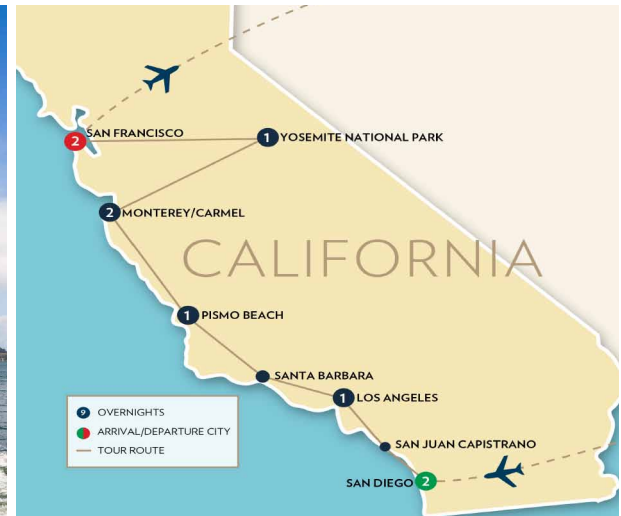 2 SAN FRANCISCO
1 YOSEMITE NATIONAL PARK
2 MONTEREY/CARMEL
CALIFORNIA
1 PISMO BEACH
SANTA BARBARA
1 LOS ANGELES
SAN JUAN CAPISTRANO
SAN DIEGO 2
9 OVERNIGHTS
ARRIVAL/DEPARTURE CITY
TOUR ROUTE